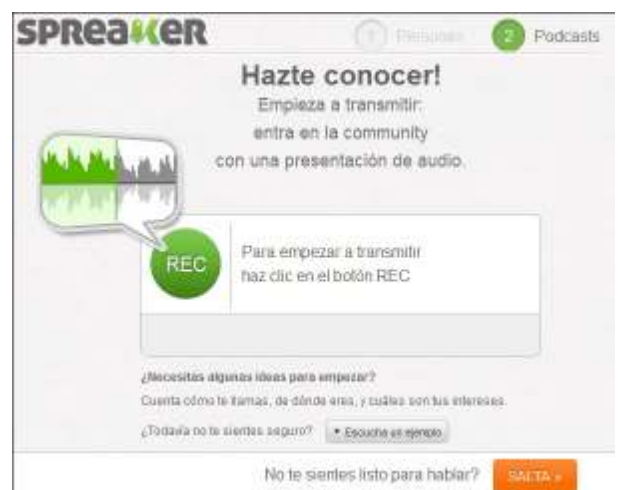 SPREAKER
1 Personas 2 Podcasts
Hazte conocer!
Empieza a transmitir:
entra en la community
con una presentación de audio.
REC
Para empezar a transmitir
haz clic en el botón REC
¿Necesitas algunas ideas para empezar?
Cuenta cómo te llamas, de dónde eres, y cuáles son tus intereses.
¿Todavía no te sientes seguro? Escucha un ejemplo
No te sientes listo para hablar? SALTA »